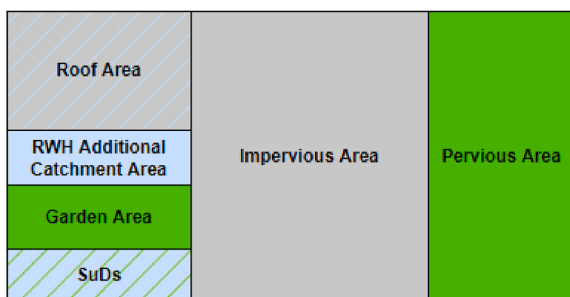 Roof Area
RWH Additional
Catchment Area
Garden Area
SuDs
Impervious Area
Pervious Area